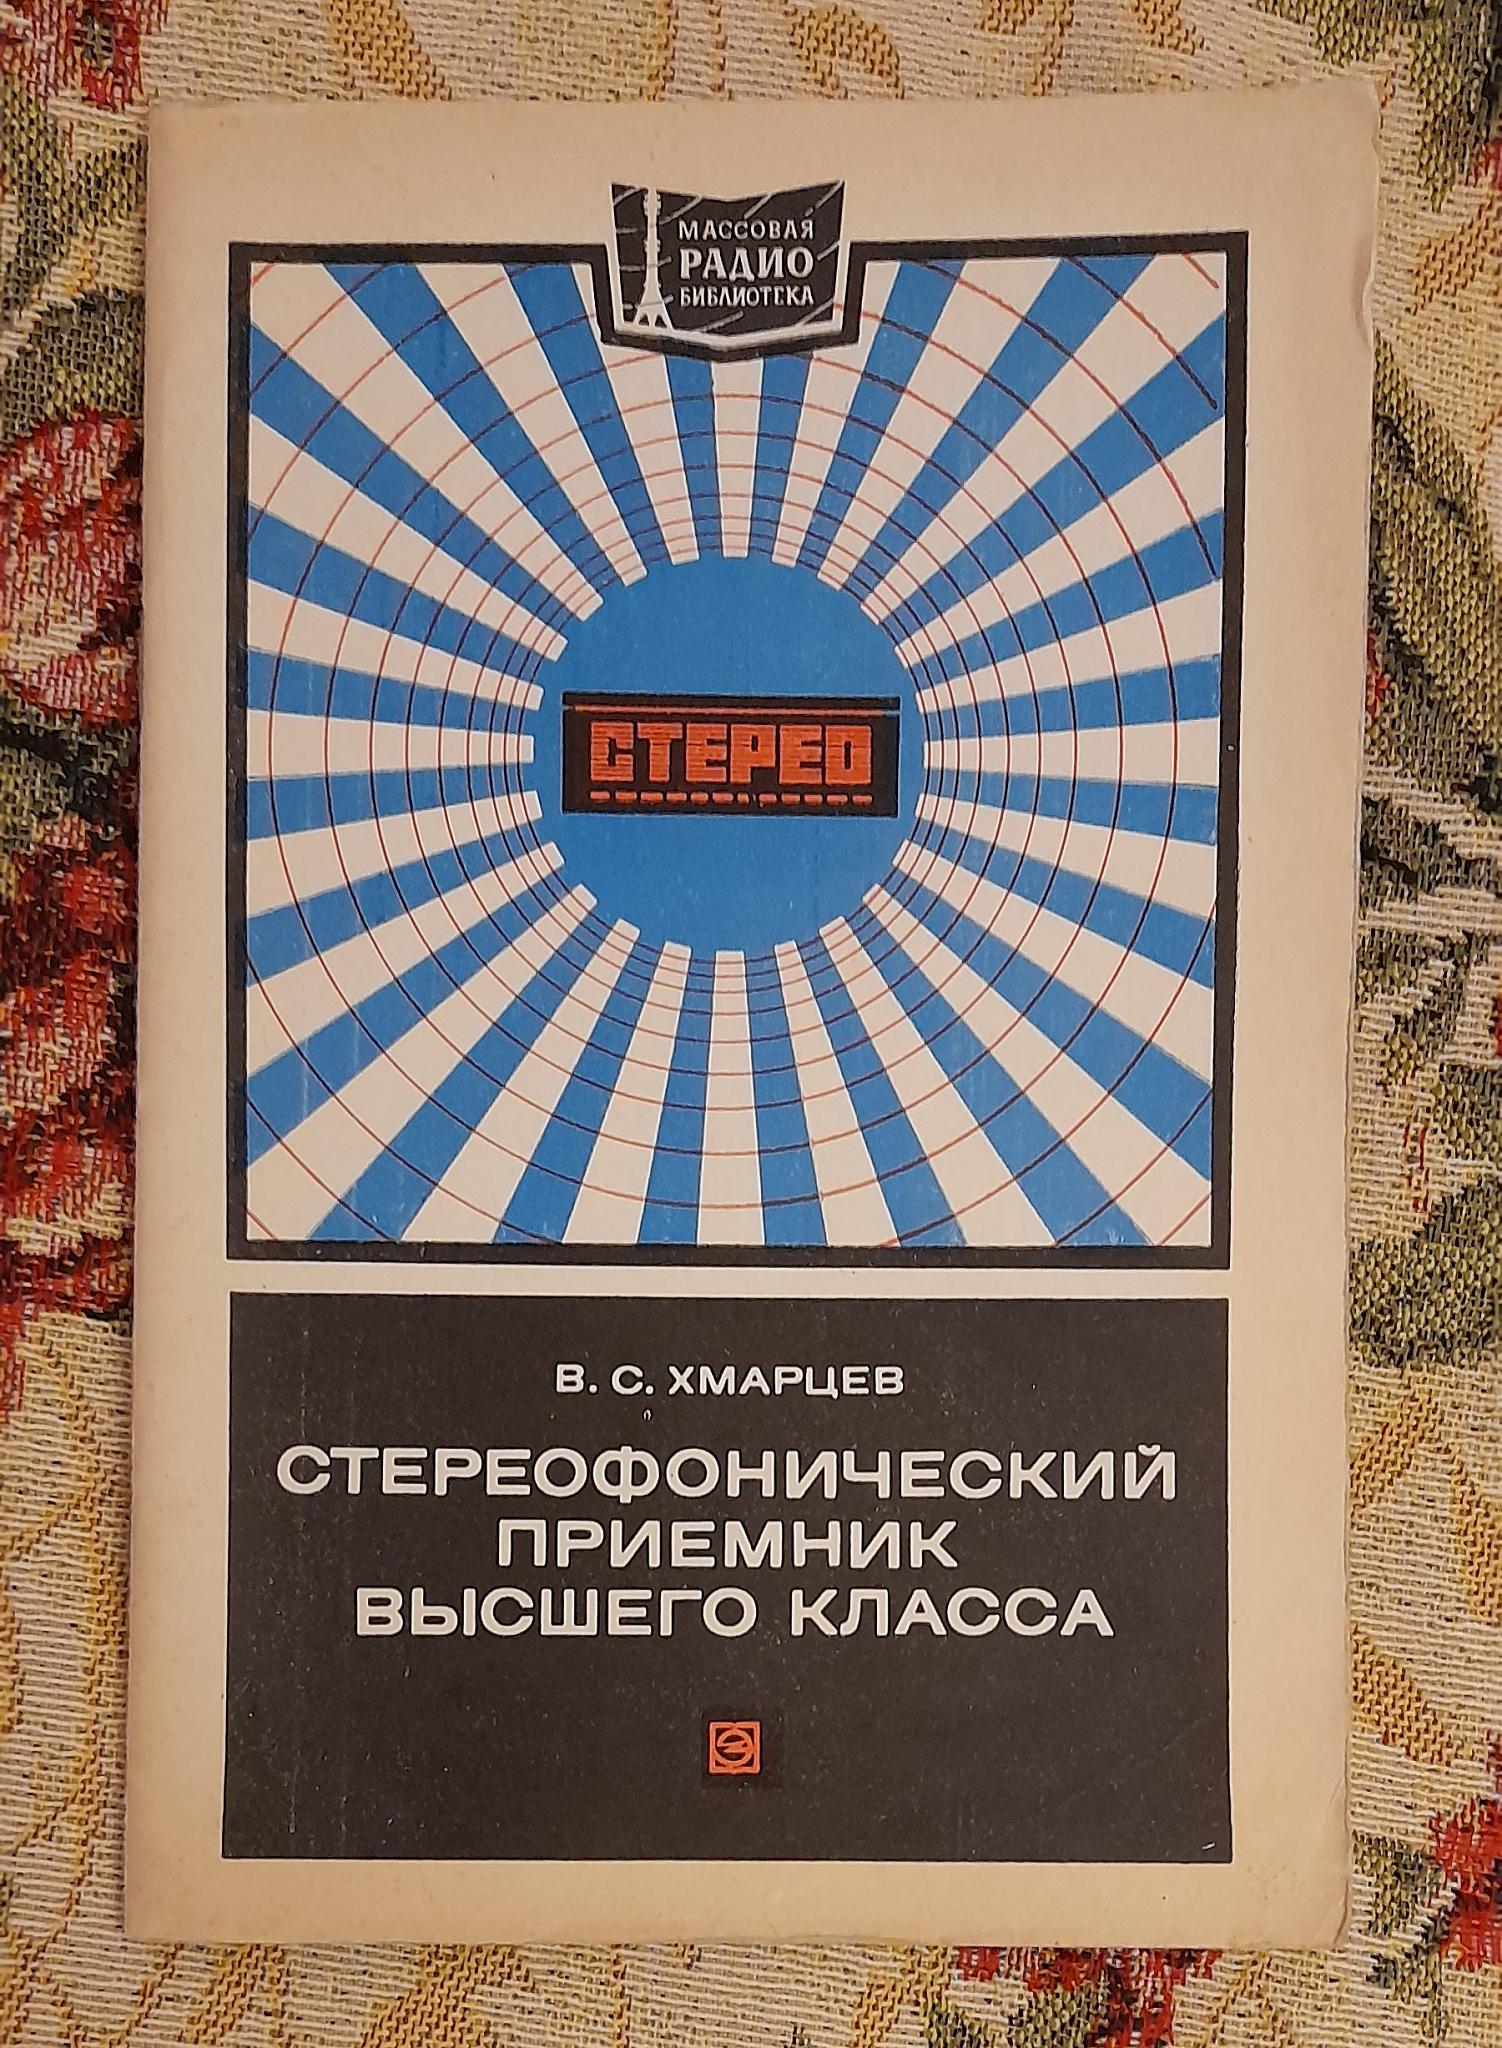 МАССОВАЯ
РАДИО
БИБЛИОТЕКА
СТЕРЕО
В. С. ХМАРЦЕВ
СТЕРЕОФОНИЧЕСКИЙ
ПРИЕМНИК
ВЫСШЕГО КЛАССА
Э